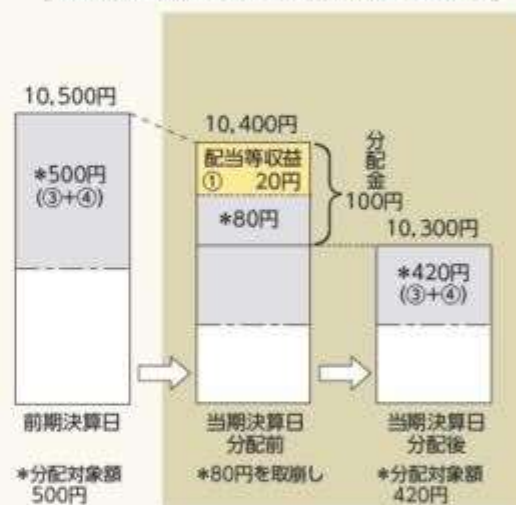 10,500円
*500円
(③+④)
前期決算日
*分配対象額
500円
10,400円
配当等収益
① 20円
*80円
分配金
100円
当期決算日
分配前
*80円を取崩し
10,300円
*420円
(③+④)
当期決算日
分配後
*分配対象額
420円